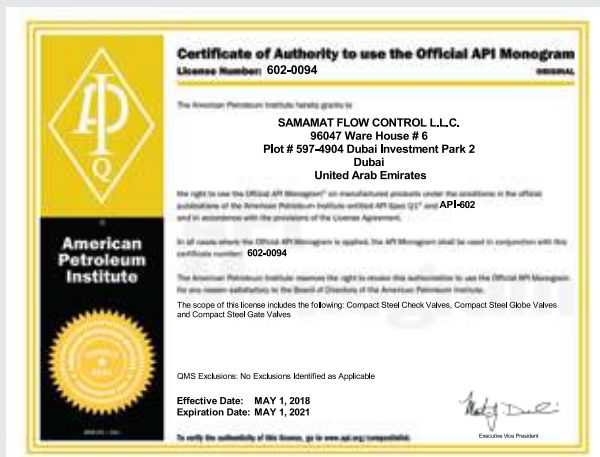 Certificate of Authority to use the Official API Monogram
License Number: 602-0094
ORIGINAL
The American Petroleum Institute hereby grants to
SAMAMAT FLOW CONTROL L.L.C.
96047 Ware House # 6
Plot # 597-4904 Dubai Investment Park 2
Dubai
United Arab Emirates
the right to use the Official API Monogram® on manufactured products under the conditions in the official
publications of the American Petroleum Institute entitled API Spec Q1® and API-602
and in accordance with the provisions of the License Agreement.
In all cases where the Official API Monogram is applied, the API Monogram shall be used in conjunction with this
certificate number: 602-0094
The American Petroleum Institute reserves the right to revoke this authorization to use the Official API Monogram
for any reason satisfactory to the Board of Directors of the American Petroleum Institute.
The scope of this license includes the following: Compact Steel Check Valves, Compact Steel Globe Valves
and Compact Steel Gate Valves
QMS Exclusions: No Exclusions Identified as Applicable
Effective Date: MAY 1, 2018
Expiration Date: MAY 1, 2021
Executive Vice President
To verify the authenticity of this license, go to www.api.org/compositelist.
API
Q
®
American
Petroleum
Institute